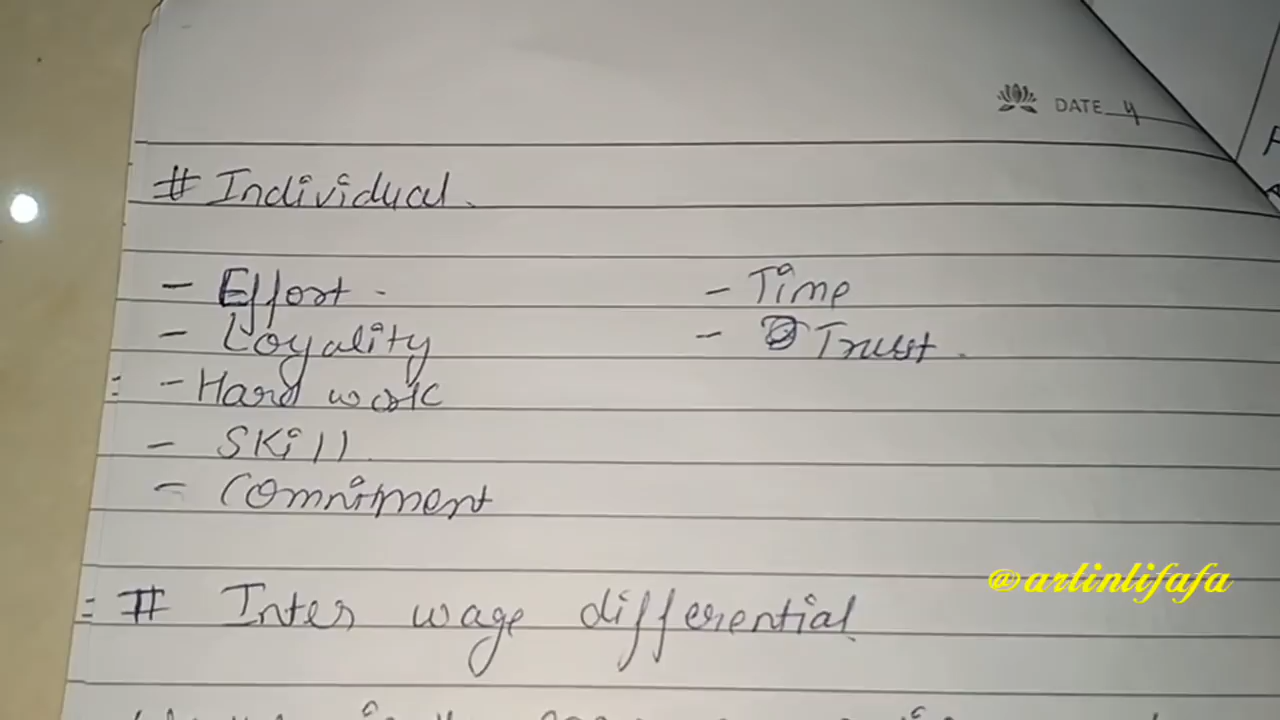 DATE 4
# Individual.
- Effort -
- Loyality
- Hard work
- Skill
- Commitment
- Time
- Trust.
@artinlifafa
# Inter wage differential